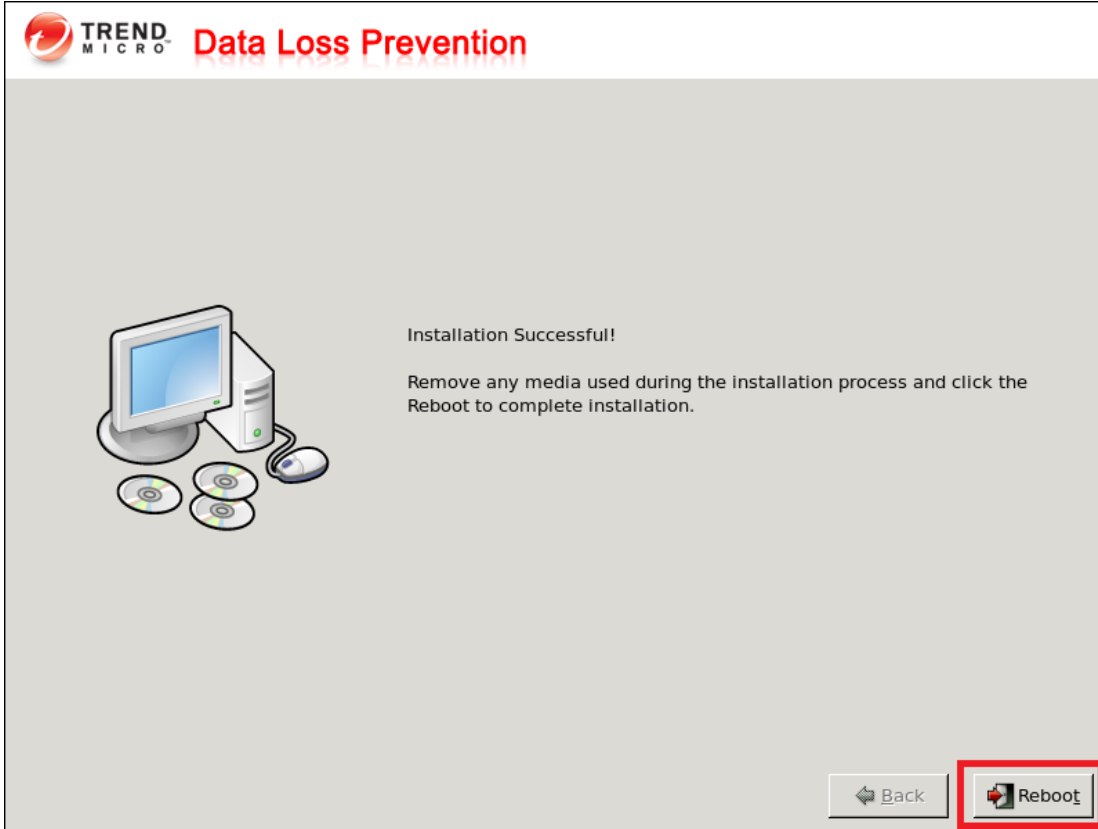 TREND MICRO™ Data Loss Prevention
Installation Successful!
Remove any media used during the installation process and click the
Reboot to complete installation.
Back
Reboot